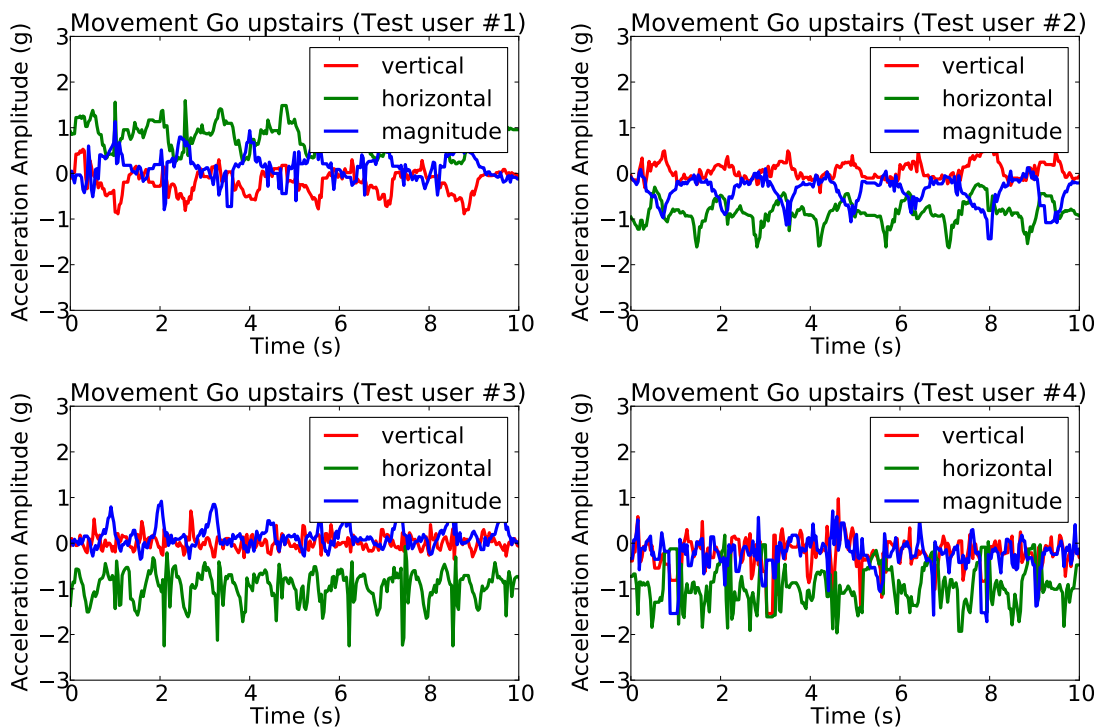 Movement Go upstairs (Test user #1)
Acceleration Amplitude (g)
3
2
1
0
−1
−2
−3
vertical
horizontal
magnitude
0 2 4 6 8 10
Time (s)
Movement Go upstairs (Test user #2)
Acceleration Amplitude (g)
3
2
1
0
−1
−2
−3
vertical
horizontal
magnitude
0 2 4 6 8 10
Time (s)
Movement Go upstairs (Test user #3)
Acceleration Amplitude (g)
3
2
1
0
−1
−2
−3
vertical
horizontal
magnitude
0 2 4 6 8 10
Time (s)
Movement Go upstairs (Test user #4)
Acceleration Amplitude (g)
3
2
1
0
−1
−2
−3
vertical
horizontal
magnitude
0 2 4 6 8 10
Time (s)